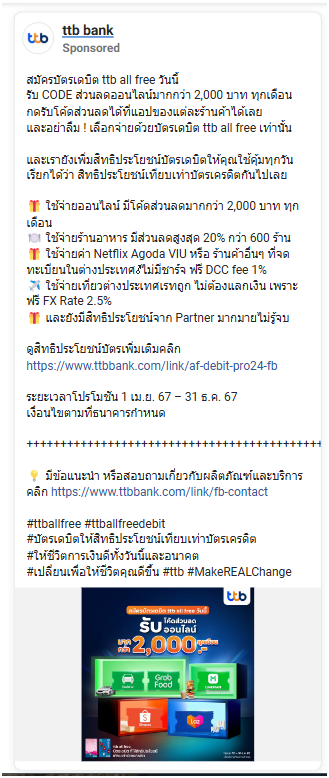 ttb bank
Sponsored
ttb
สมัครบัตรเดบิต ttb all free วันนี้
รับ CODE ส่วนลดออนไลน์มากกว่า 2,000 บาท ทุกเดือน
กดรับโค้ดส่วนลดได้ที่แอปของแต่ละร้านค้าได้เลย
และอย่าลืม ! เลือกจ่ายด้วยบัตรเดบิต ttb all free เท่านั้น
และเรายังเพิ่มสิทธิประโยชน์บัตรเดบิตให้คุณใช้คุ้มทุกวัน
เรียกได้ว่า สิทธิประโยชน์เทียบเท่าบัตรเครดิตกันไปเลย
🎁 ใช้จ่ายออนไลน์ มีโค้ดส่วนลดมากกว่า 2,000 บาท ทุก
เดือน
🍽️ ใช้จ่ายร้านอาหาร มีส่วนลดสูงสุด 20% กว่า 600 ร้าน
🎁 ใช้จ่ายค่า Netflix Agoda VIU หรือ ร้านค้าอื่นๆ ที่จด
ทะเบียนในต่างประเทศก็ไม่มีชาร์จ ฟรี DCC fee 1%
✈️ ใช้จ่ายเที่ยวต่างประเทศเรทถูก ไม่ต้องแลกเงิน เพราะ
ฟรี FX Rate 2.5%
🎁 และยังมีสิทธิประโยชน์จาก Partner มากมายไม่รู้จบ
ดูสิทธิประโยชน์บัตรเพิ่มเติมคลิก
https://www.ttbbank.com/link/af-debit-pro24-fb
ระยะเวลาโปรโมชัน 1 เม.ย. 67 – 31 ธ.ค. 67
เงื่อนไขตามที่ธนาคารกำหนด
++++++++++++++++++++++++++++++++++++++++++++
💡 มีข้อแนะนำ หรือสอบถามเกี่ยวกับผลิตภัณฑ์และบริการ
คลิก https://www.ttbbank.com/link/fb-contact
#ttballfree #ttballfreedebit
#บัตรเดบิตให้สิทธิประโยชน์เทียบเท่าบัตรเครดิต
#ให้ชีวิตการเงินดีทั้งวันนี้และอนาคต
#เปลี่ยนเพื่อให้ชีวิตคุณดีขึ้น #ttb #MakeREALChange
ttb
สมัครบัตรเดบิต ttb all free วันนี้
รับ โค้ดส่วนลด ออนไลน์
มากกว่า 2,000.- ทุกเดือน
Grab Food
LINE MAN
Shopee
Laz
ttb all free